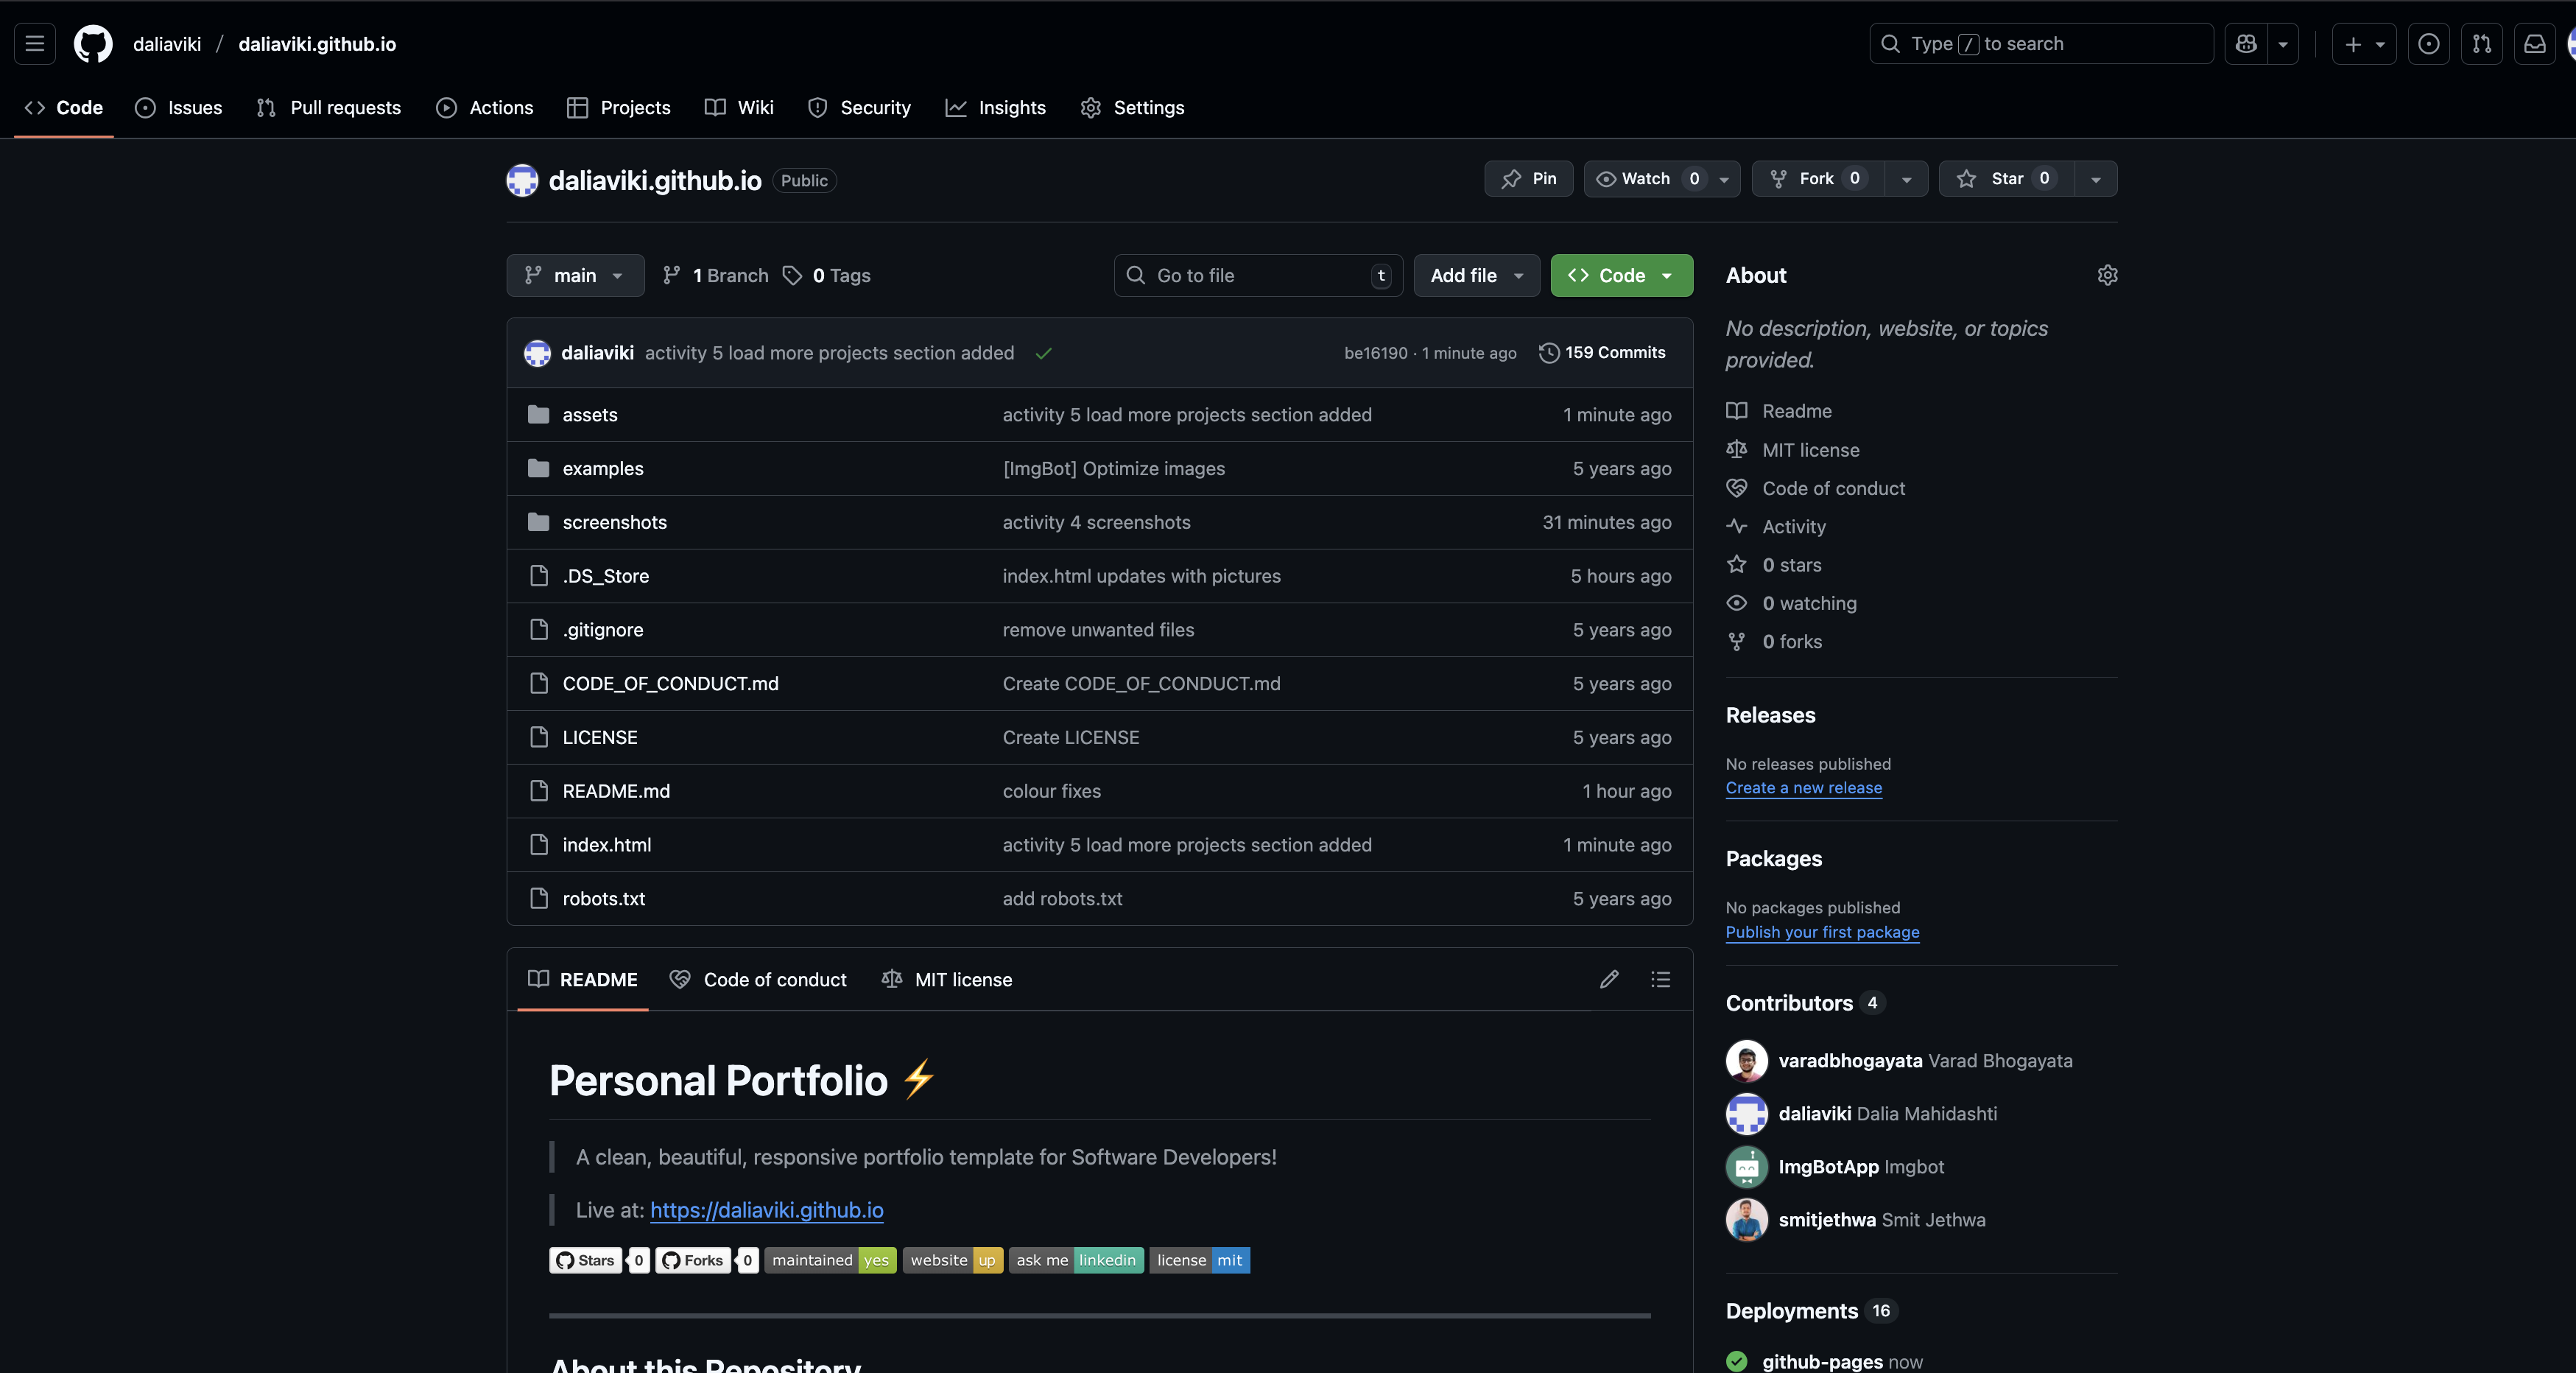 daliaviki / daliaviki.github.io
Type / to search
Code Issues Pull requests Actions Projects Wiki Security Insights Settings
daliaviki.github.io Public
Pin Watch 0 Fork 0 Star 0
main 1 Branch 0 Tags
Go to file t Add file Code
daliaviki activity 5 load more projects section added be16190 · 1 minute ago 159 Commits
assets activity 5 load more projects section added 1 minute ago
examples [ImgBot] Optimize images 5 years ago
screenshots activity 4 screenshots 31 minutes ago
.DS_Store index.html updates with pictures 5 hours ago
.gitignore remove unwanted files 5 years ago
CODE_OF_CONDUCT.md Create CODE_OF_CONDUCT.md 5 years ago
LICENSE Create LICENSE 5 years ago
README.md colour fixes 1 hour ago
index.html activity 5 load more projects section added 1 minute ago
robots.txt add robots.txt 5 years ago
README Code of conduct MIT license
Personal Portfolio ⚡
A clean, beautiful, responsive portfolio template for Software Developers!
Live at: https://daliaviki.github.io
Stars 0 Forks 0 maintained yes website up ask me linkedin license mit
About this Repository
About
No description, website, or topics
provided.
Readme
MIT license
Code of conduct
Activity
0 stars
0 watching
0 forks
Releases
No releases published
Create a new release
Packages
No packages published
Publish your first package
Contributors 4
varadbhogayata Varad Bhogayata
daliaviki Dalia Mahidashti
ImgBotApp Imgbot
smitjethwa Smit Jethwa
Deployments 16
github-pages now